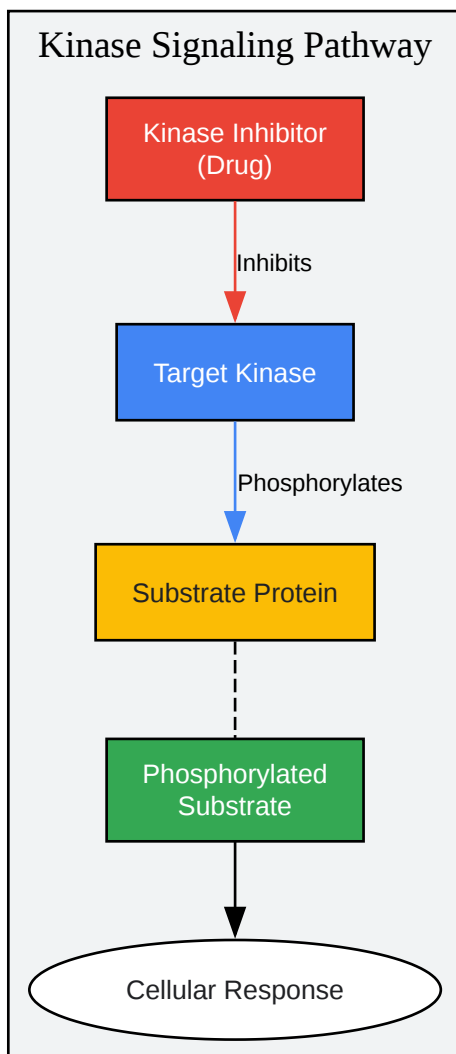 Kinase Signaling Pathway
Kinase Inhibitor
(Drug)
Inhibits
Target Kinase
Phosphorylates
Substrate Protein
Phosphorylated
Substrate
Cellular Response